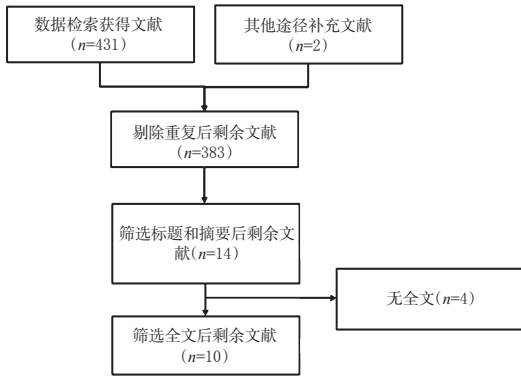 数据检索获得文献
(n=431)
其他途径补充文献
(n=2)
剔除重复后剩余文献
(n=383)
筛选标题和摘要后剩余文
献(n=14)
无全文(n=4)
筛选全文后剩余文献
(n=10)